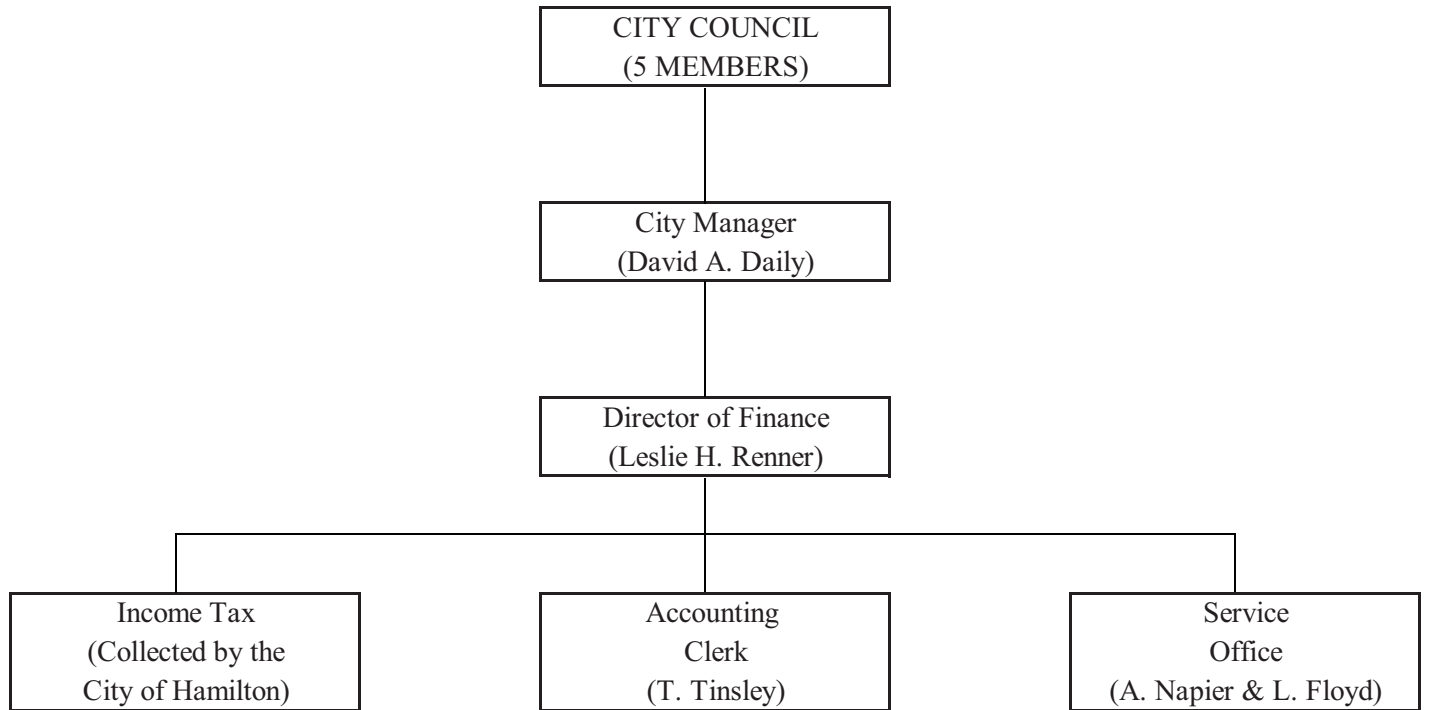 CITY COUNCIL
(5 MEMBERS)
City Manager
(David A. Daily)
Director of Finance
(Leslie H. Renner)
Income Tax
(Collected by the
City of Hamilton)
Accounting
Clerk
(T. Tinsley)
Service
Office
(A. Napier & L. Floyd)